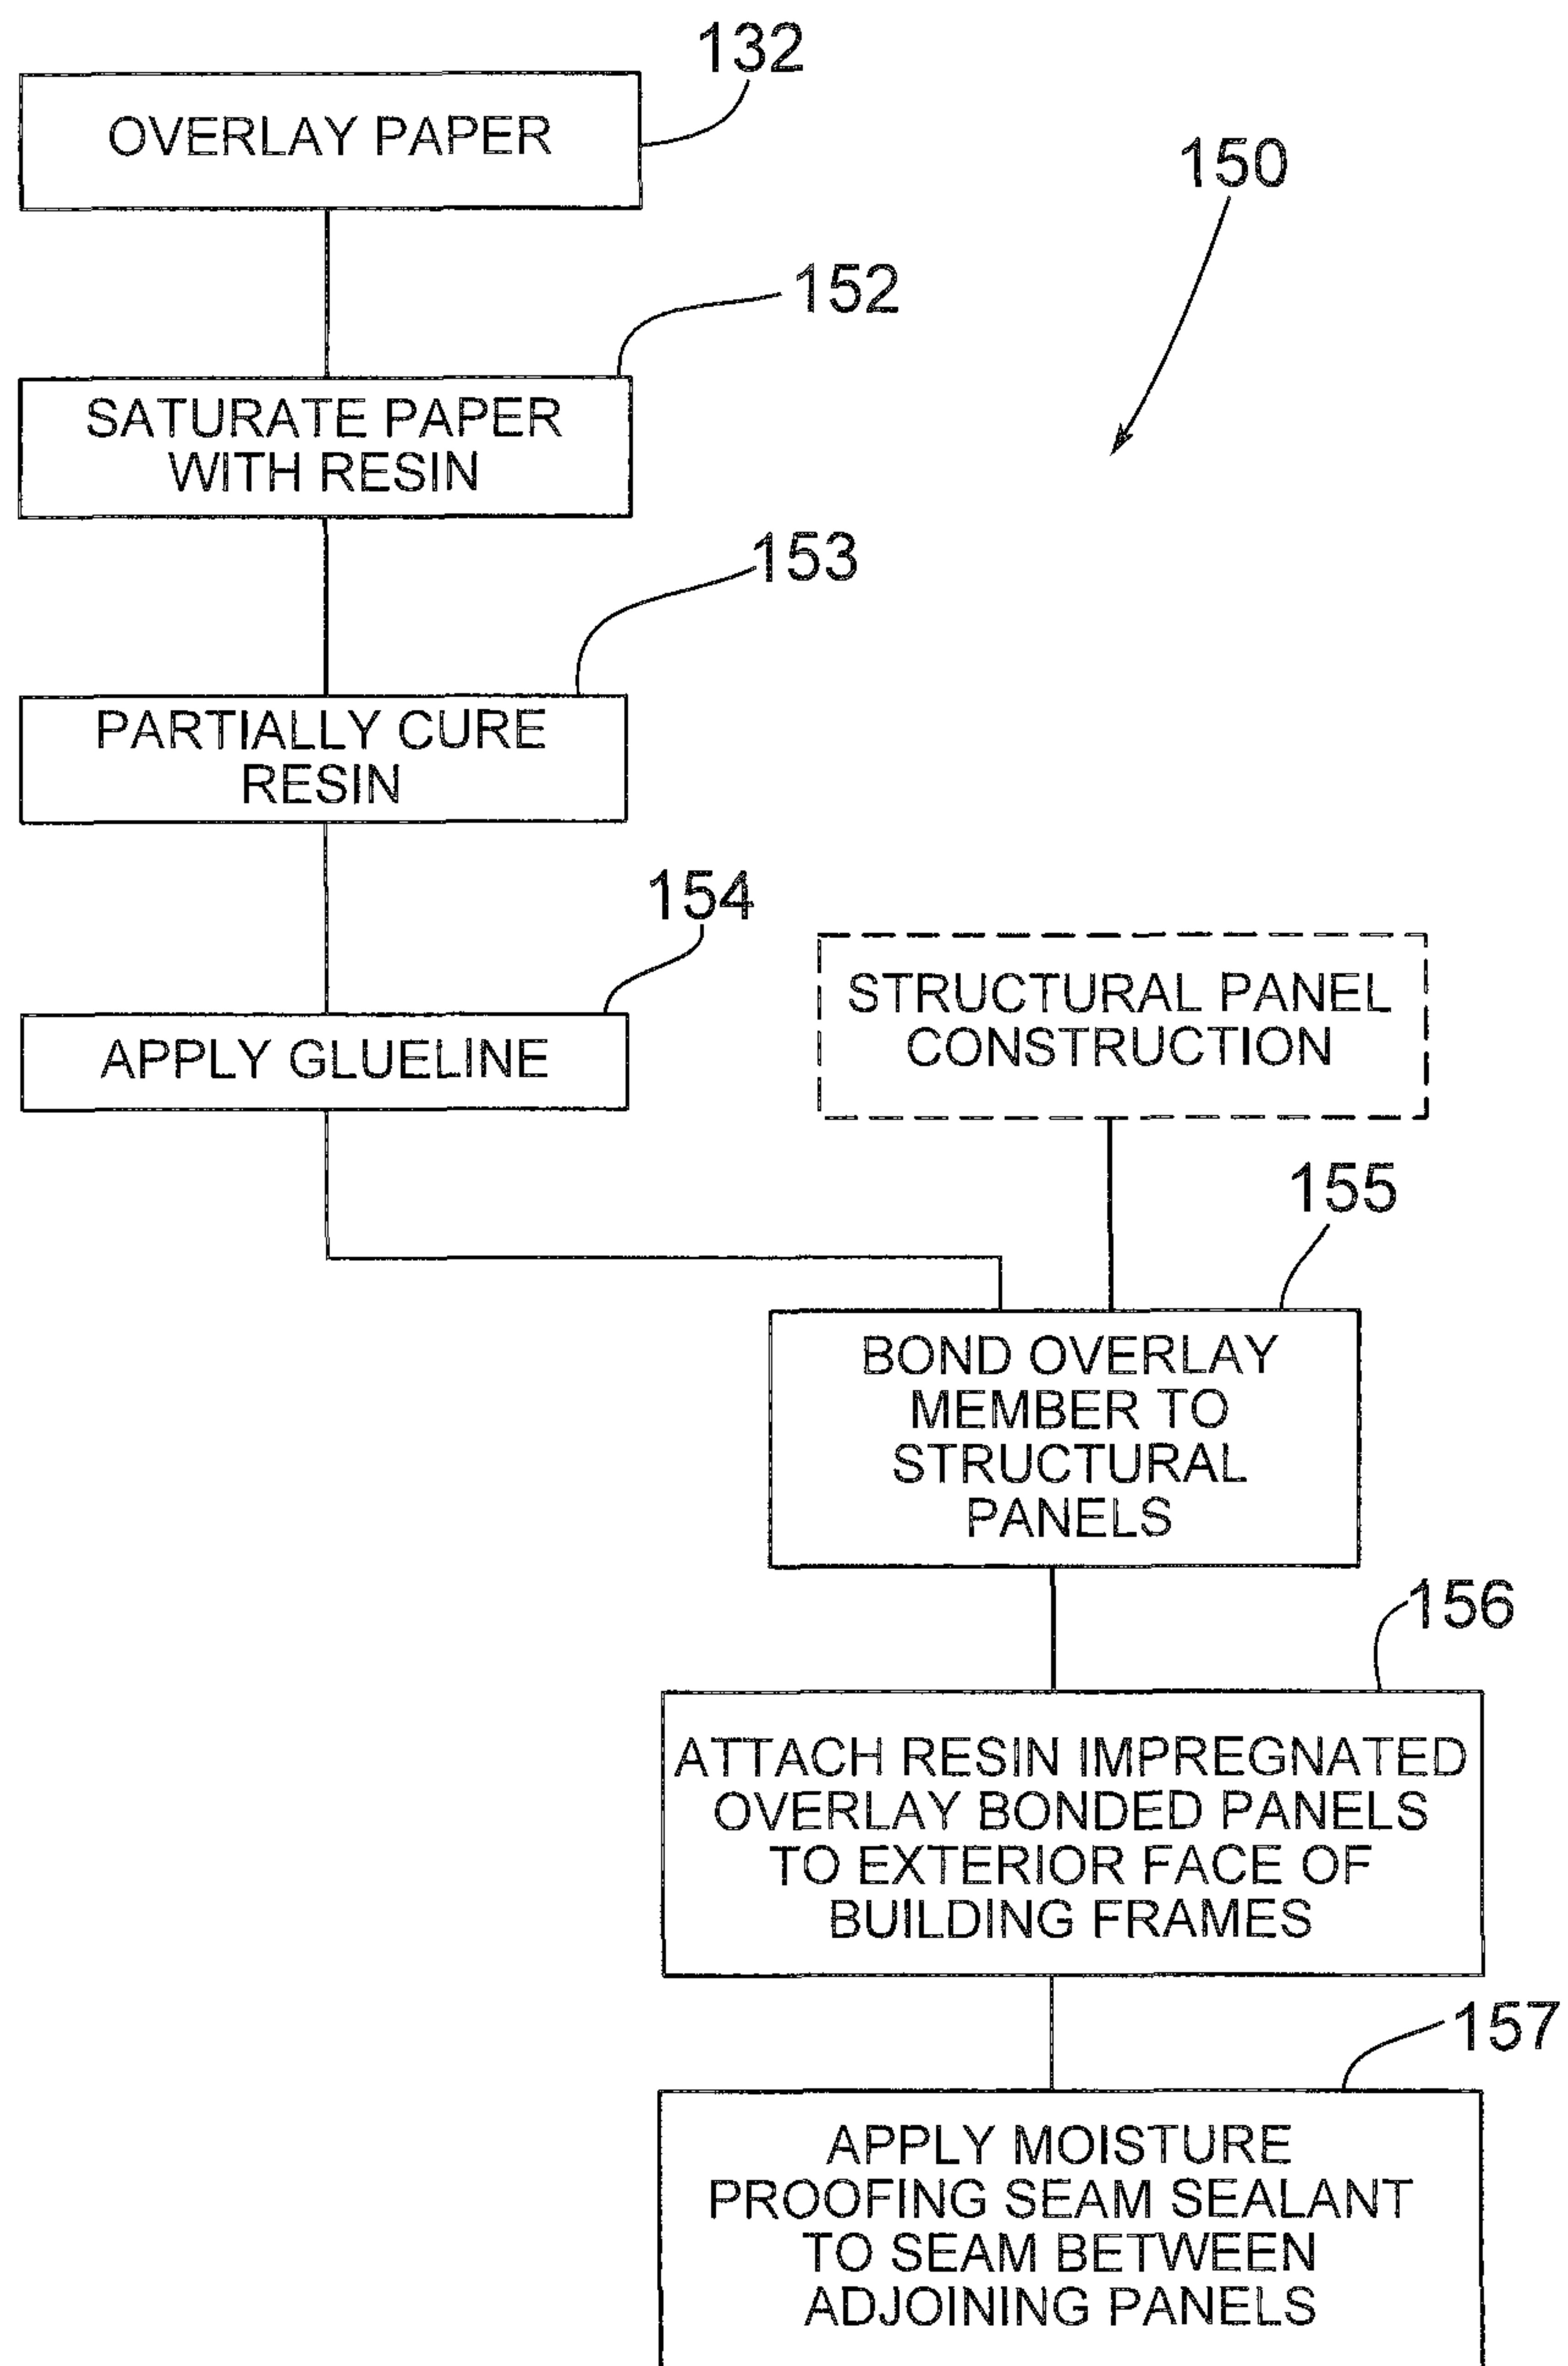 132
OVERLAY PAPER
150
152
SATURATE PAPER
WITH RESIN
153
PARTIALLY CURE
RESIN
154
APPLY GLUELINE
STRUCTURAL PANEL
CONSTRUCTION
155
BOND OVERLAY
MEMBER TO
STRUCTURAL
PANELS
156
ATTACH RESIN IMPREGNATED
OVERLAY BONDED PANELS
TO EXTERIOR FACE OF
BUILDING FRAMES
157
APPLY MOISTURE
PROOFING SEAM SEALANT
TO SEAM BETWEEN
ADJOINING PANELS